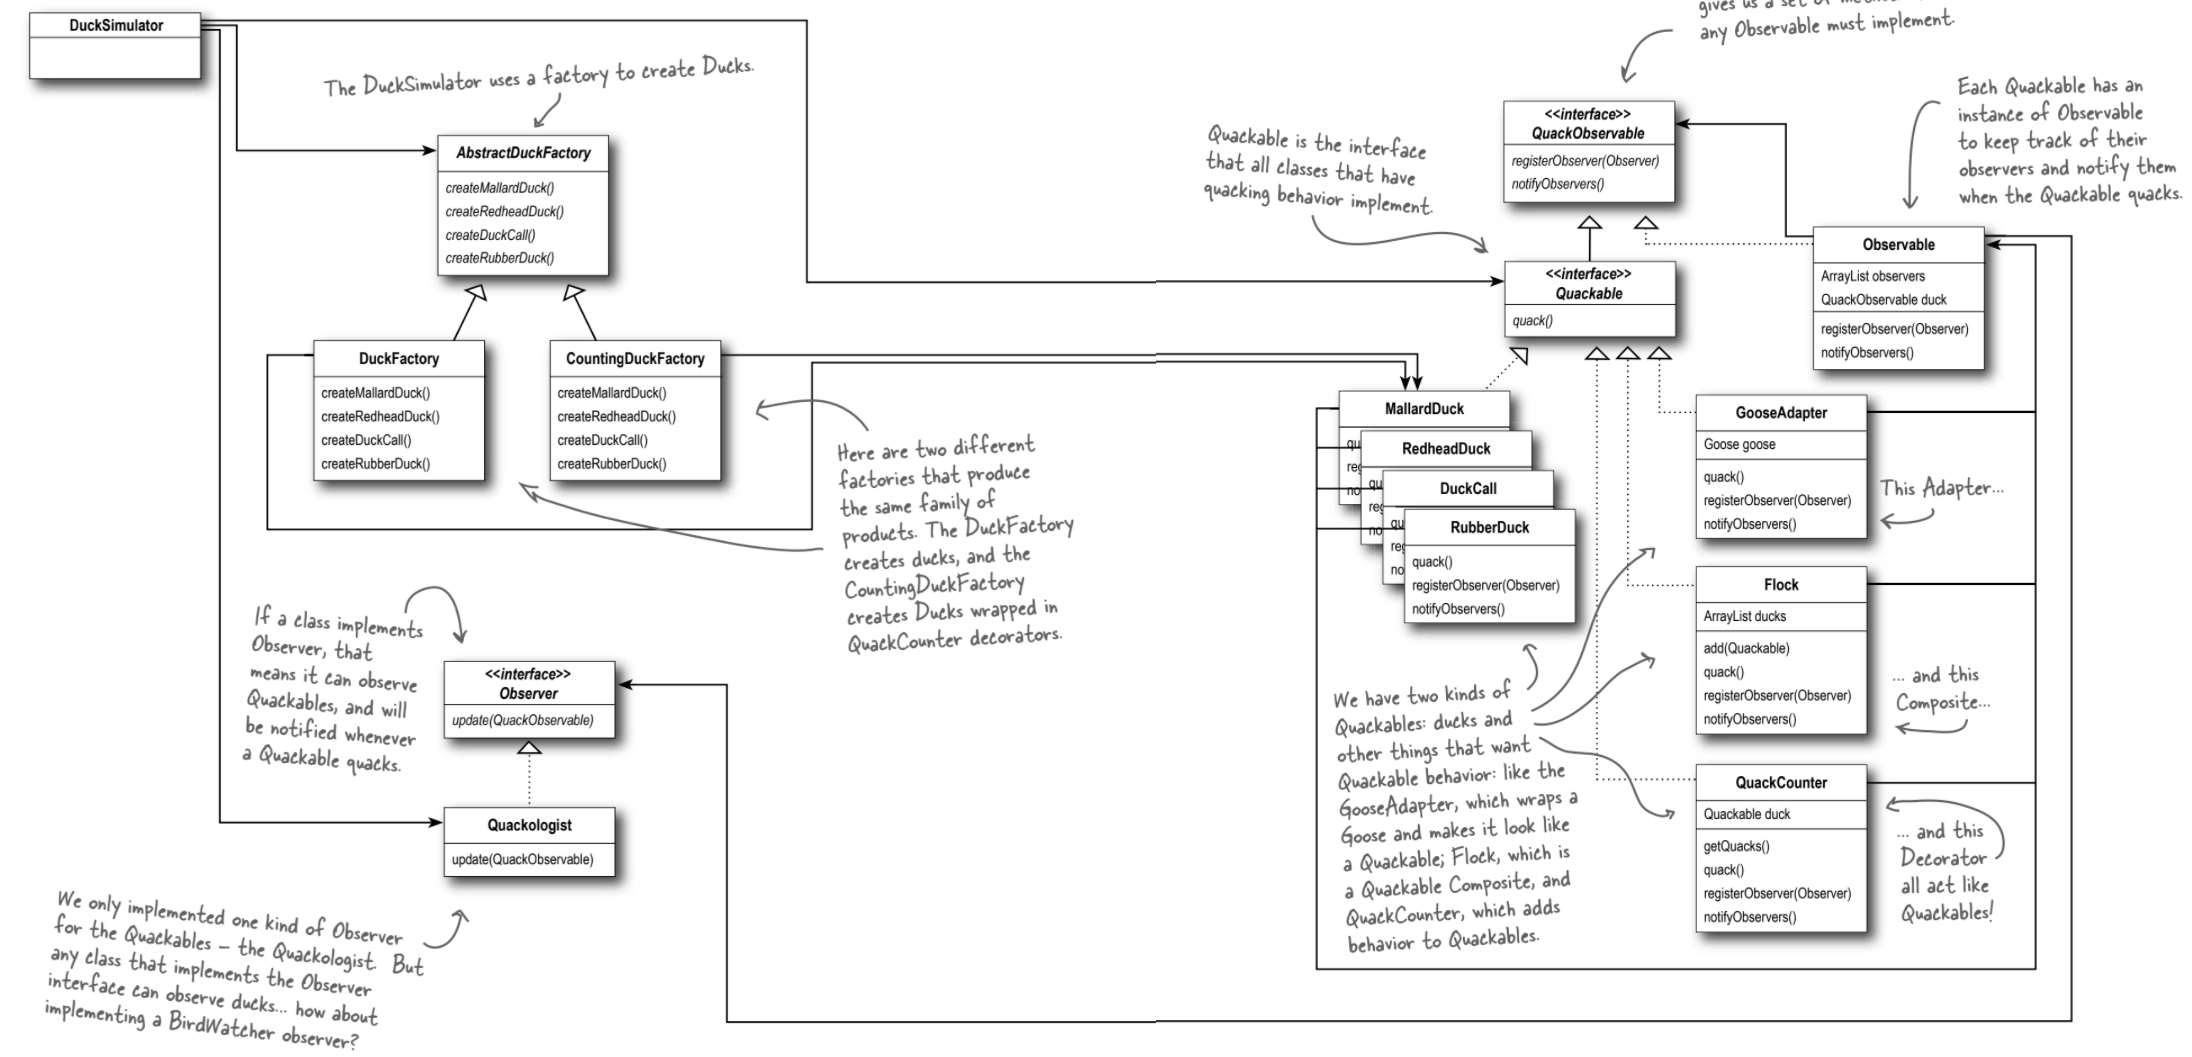 DuckSimulator
The DuckSimulator uses a factory to create Ducks.
AbstractDuckFactory
createMallardDuck()
createRedheadDuck()
createDuckCall()
createRubberDuck()
DuckFactory
createMallardDuck()
createRedheadDuck()
createDuckCall()
createRubberDuck()
CountingDuckFactory
createMallardDuck()
createRedheadDuck()
createDuckCall()
createRubberDuck()
Here are two different
factories that produce
the same family of
products. The DuckFactory
creates ducks, and the
CountingDuckFactory
creates Ducks wrapped in
QuackCounter decorators.
If a class implements
Observer, that
means it can observe
Quackables, and will
be notified whenever
a Quackable quacks.
<<interface>>
Observer
update(QuackObservable)
Quackologist
update(QuackObservable)
We only implemented one kind of Observer
for the Quackables – the Quackologist. But
any class that implements the Observer
interface can observe ducks... how about
implementing a BirdWatcher observer?
gives us a set of
any Observable must implement.
<<interface>>
QuackObservable
registerObserver(Observer)
notifyObservers()
Each Quackable has an
instance of Observable
to keep track of their
observers and notify them
when the Quackable quacks.
Quackable is the interface
that all classes that have
quacking behavior implement.
<<interface>>
Quackable
quack()
Observable
ArrayList observers
QuackObservable duck
registerObserver(Observer)
notifyObservers()
MallardDuck
qu
reg
no
RedheadDuck
qu
reg
no
DuckCall
qu
reg
no
RubberDuck
quack()
registerObserver(Observer)
notifyObservers()
GooseAdapter
Goose goose
quack()
registerObserver(Observer)
notifyObservers()
This Adapter...
Flock
ArrayList ducks
add(Quackable)
quack()
registerObserver(Observer)
notifyObservers()
... and this
Composite...
QuackCounter
Quackable duck
getQuacks()
quack()
registerObserver(Observer)
notifyObservers()
... and this
Decorator
all act like
Quackables!
We have two kinds of
Quackables: ducks and
other things that want
Quackable behavior: like the
GooseAdapter, which wraps a
Goose and makes it look like
a Quackable; Flock, which is
a Quackable Composite, and
QuackCounter, which adds
behavior to Quackables.